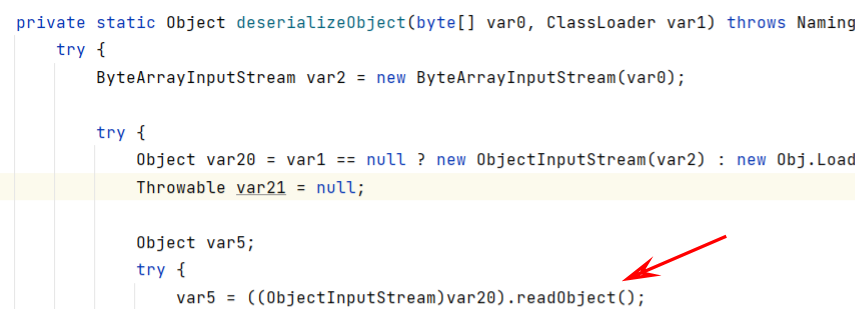 private static Object deserializeObject(byte[] var0, ClassLoader var1) throws Naming
try {
ByteArrayInputStream var2 = new ByteArrayInputStream(var0);
try {
Object var20 = var1 == null ? new ObjectInputStream(var2) : new Obj.Load
Throwable var21 = null;
Object var5;
try {
var5 = ((ObjectInputStream)var20).readObject();